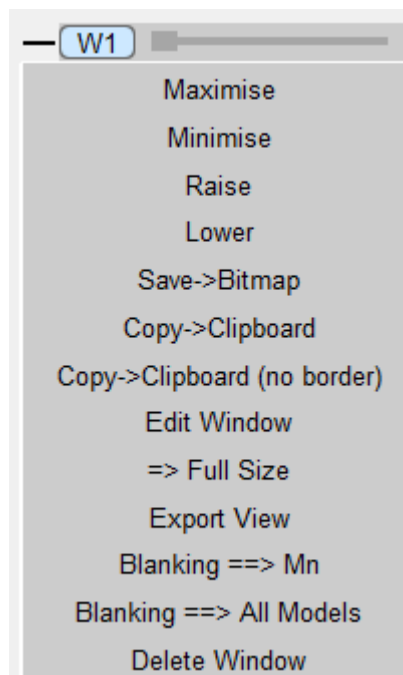 W1
Maximise
Minimise
Raise
Lower
Save->Bitmap
Copy->Clipboard
Copy->Clipboard (no border)
Edit Window
=> Full Size
Export View
Blanking ==> Mn
Blanking ==> All Models
Delete Window